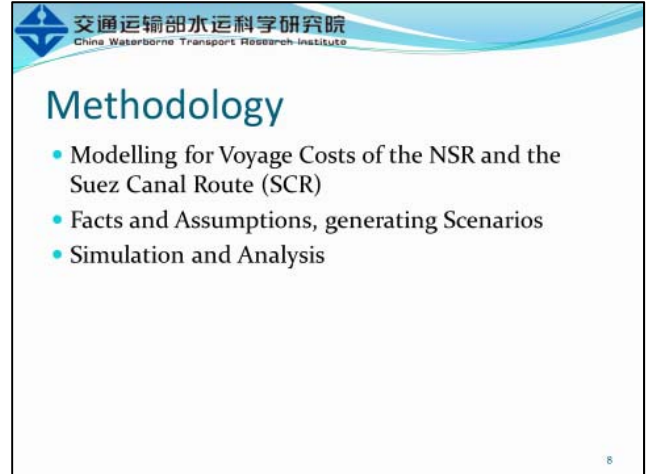 交通运输部水运科学研究院
China Waterborne Transport Research Institute
Methodology
• Modelling for Voyage Costs of the NSR and the
Suez Canal Route (SCR)
• Facts and Assumptions, generating Scenarios
• Simulation and Analysis
8